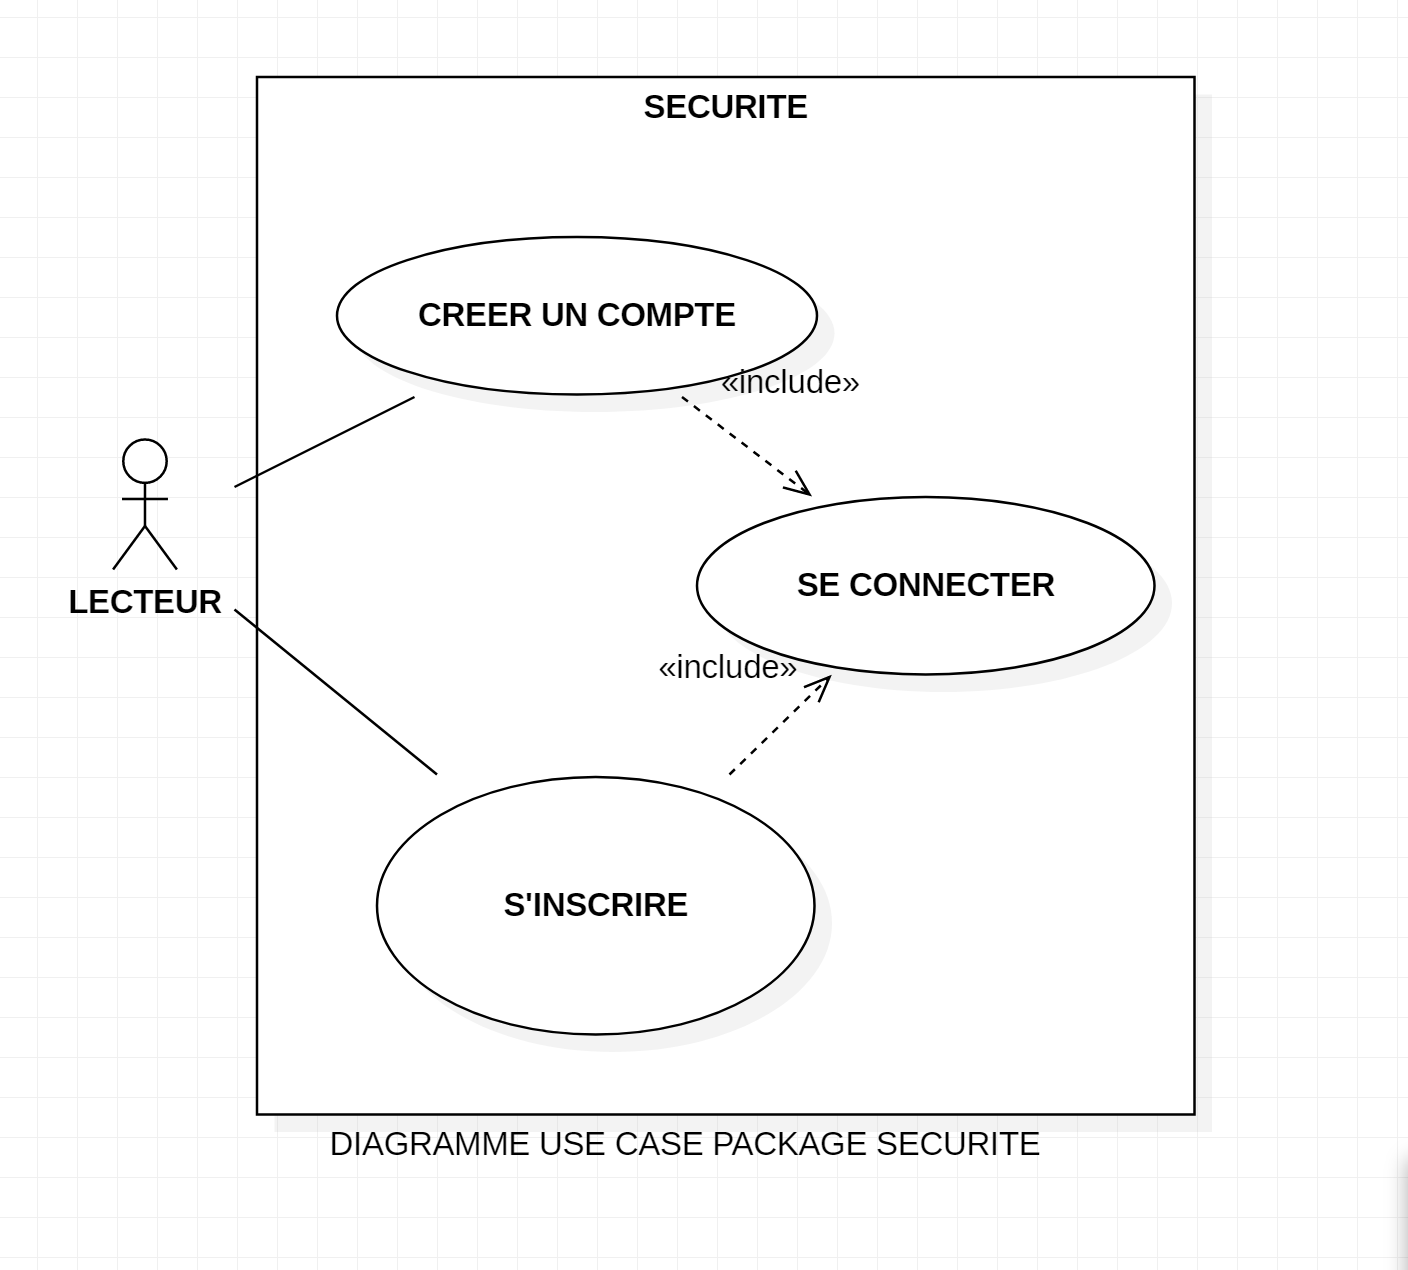 SECURITE
CREER UN COMPTE
«include»
SE CONNECTER
LECTEUR
«include»
S'INSCRIRE
DIAGRAMME USE CASE PACKAGE SECURITE